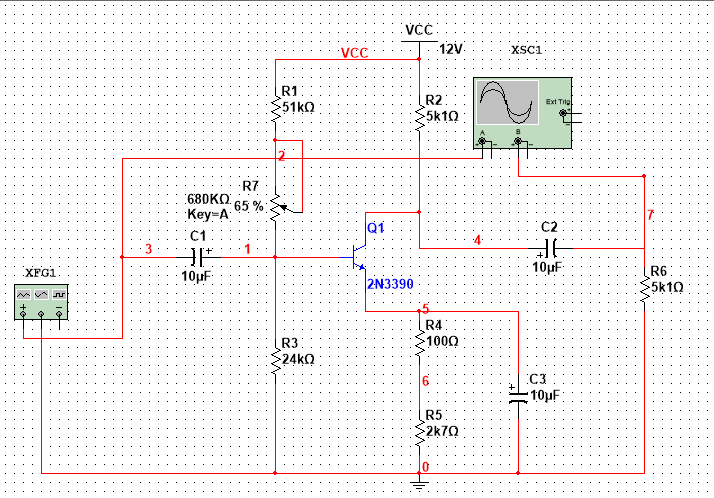 VCC
12V
VCC
XSC1
R1
51kΩ
R2
5k1Ω
Ext Trig
+
−
A
B
+ − + −
2
R7
680KΩ
Key=A
65 %
Q1
7
3
C1
+
10µF
1
4
C2
+
10µF
XFG1
+ −
2N3390
R6
5k1Ω
5
R4
100Ω
R3
24kΩ
6
C3
+
10µF
R5
2k7Ω
0